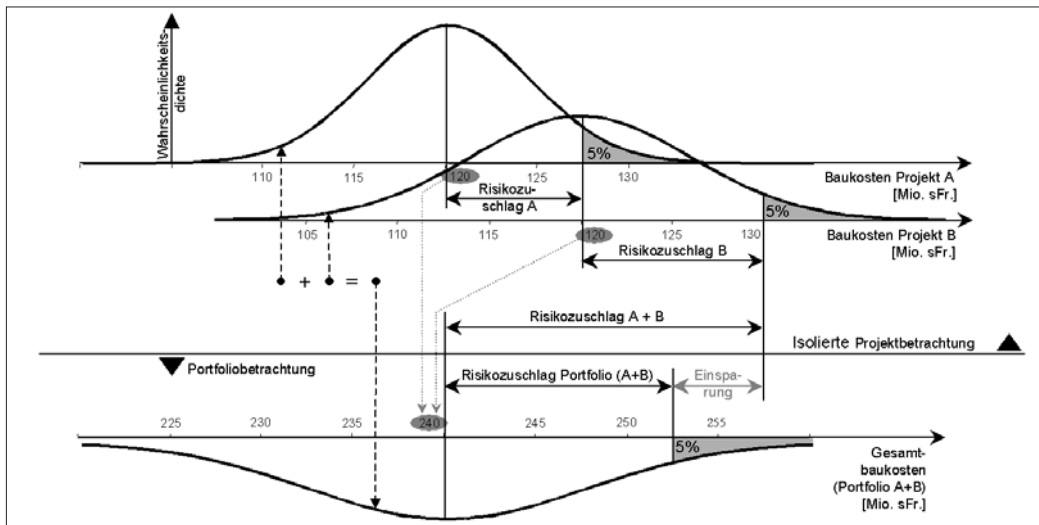 Wahrscheinlichkeits-
dichte
5%
110
115
120
125
130
Baukosten Projekt A
[Mio. sFr.]
Risikozu-
schlag A
5%
105
110
115
120
125
130
Baukosten Projekt B
[Mio. sFr.]
Risikozuschlag B
+
=
Risikozuschlag A + B
Isolierte Projektbetrachtung
Portfoliobetrachtung
Risikozuschlag Portfolio (A+B)
Einspa-
rung
225
230
235
240
245
250
255
5%
Gesamt-
baukosten
(Portfolio A+B)
[Mio. sFr.]